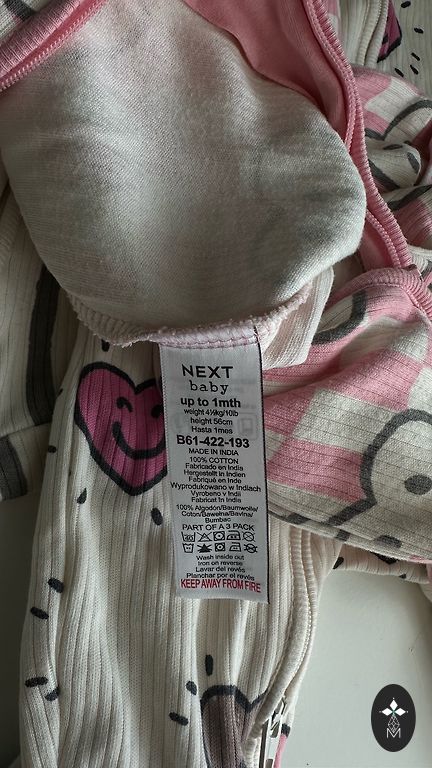 NEXT
baby
up to 1mth
weight 4½kg/10lb
height 56cm
Hasta 1mes
B61-422-193
MADE IN INDIA
100% COTTON
Fabricado en India
Hergestellt in Indien
Fabriqué en Inde
Wyprodukowano w Indiach
Vyrobeno v Indii
Fabricat în India
100% Algodón/Baumwolle/
Coton/Bawełna/Bavlna/
Bumbac
PART OF A 3 PACK
40
Wash inside out
Iron on reverse
Lavar del revés
Planchar por el revés
KEEP AWAY FROM FIRE